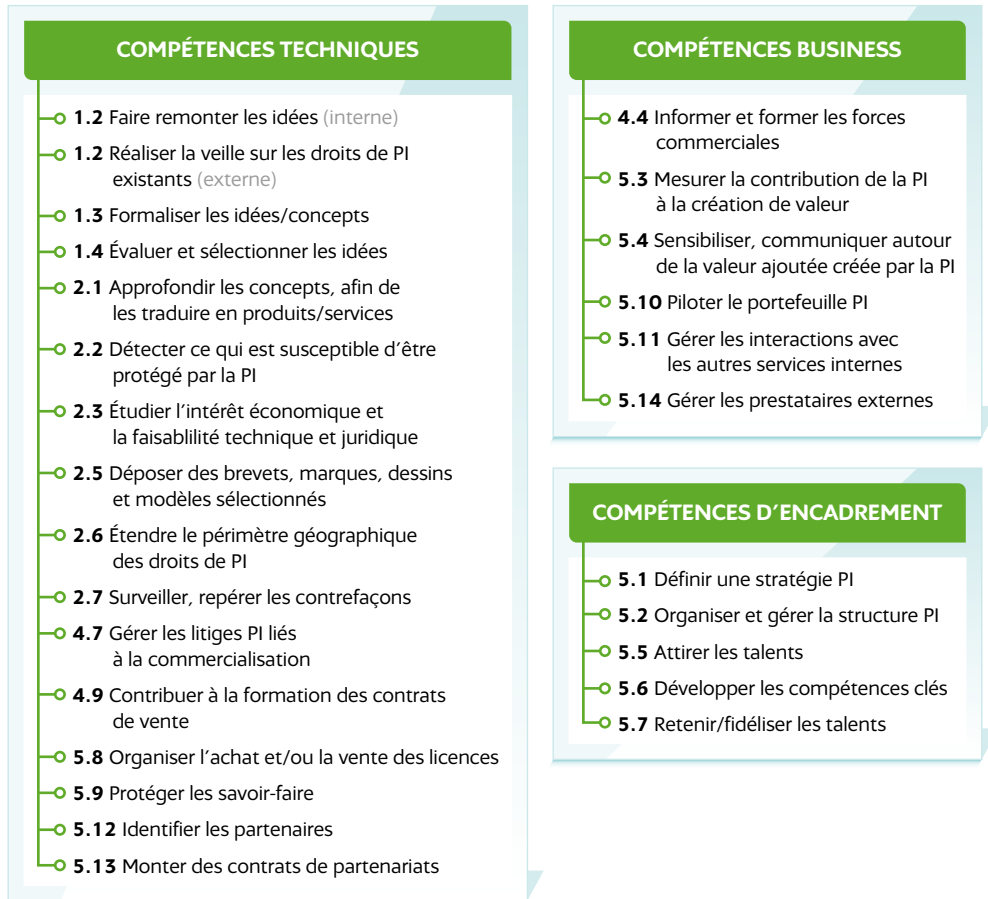 COMPÉTENCES TECHNIQUES
1.2 Faire remonter les idées (interne)
1.2 Réaliser la veille sur les droits de PI
existants (externe)
1.3 Formaliser les idées/concepts
1.4 Évaluer et sélectionner les idées
2.1 Approfondir les concepts, afin de
les traduire en produits/services
2.2 Détecter ce qui est susceptible d’être
protégé par la PI
2.3 Étudier l’intérêt économique et
la faisablilité technique et juridique
2.5 Déposer des brevets, marques, dessins
et modèles sélectionnés
2.6 Étendre le périmètre géographique
des droits de PI
2.7 Surveiller, repérer les contrefaçons
4.7 Gérer les litiges PI liés
à la commercialisation
4.9 Contribuer à la formation des contrats
de vente
5.8 Organiser l’achat et/ou la vente des licences
5.9 Protéger les savoir-faire
5.12 Identifier les partenaires
5.13 Monter des contrats de partenariats
COMPÉTENCES BUSINESS
4.4 Informer et former les forces
commerciales
5.3 Mesurer la contribution de la PI
à la création de valeur
5.4 Sensibiliser, communiquer autour
de la valeur ajoutée créée par la PI
5.10 Piloter le portefeuille PI
5.11 Gérer les interactions avec
les autres services internes
5.14 Gérer les prestataires externes
COMPÉTENCES D’ENCADREMENT
5.1 Définir une stratégie PI
5.2 Organiser et gérer la structure PI
5.5 Attirer les talents
5.6 Développer les compétences clés
5.7 Retenir/fidéliser les talents